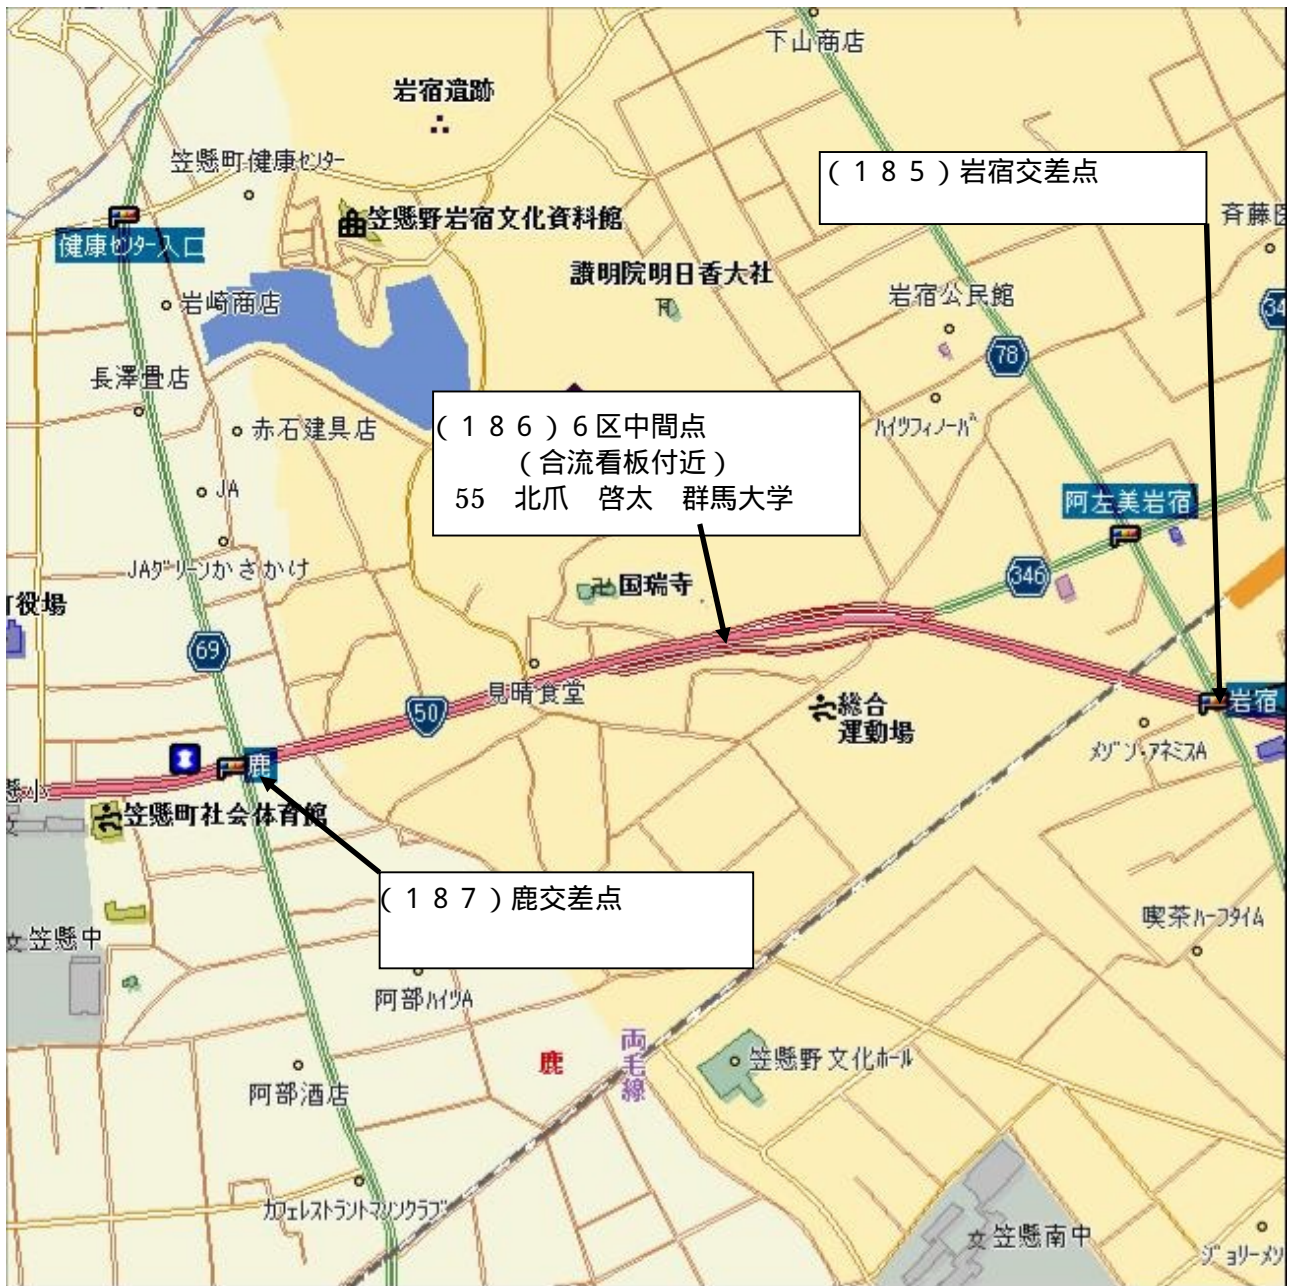 下山商店
岩宿遺跡
笠懸町健康センター
(185)岩宿交差点
笠懸野岩宿文化資料館
斉藤医
健康センター入口
讃明院明日香大社
岩崎商店
岩宿公民館
34
78
長澤畳店
赤石建具店
ハイツフィノーバ
(186)6区中間点
(合流看板付近)
55 北爪 啓太 群馬大学
JA
阿左美岩宿
JAグリーンかさかけ
国瑞寺
346
町役場
69
見晴食堂
50
総合
運動場
岩宿
メゾン・アネミスA
鹿
懸小
笠懸町社会体育館
(187)鹿交差点
文笠懸中
喫茶ハーフタイム
阿部ハイツA
両毛線
鹿
笠懸野文化ホール
阿部酒店
カフェレストラントマソンクラブ
文笠懸南中
ジョリーメゾ